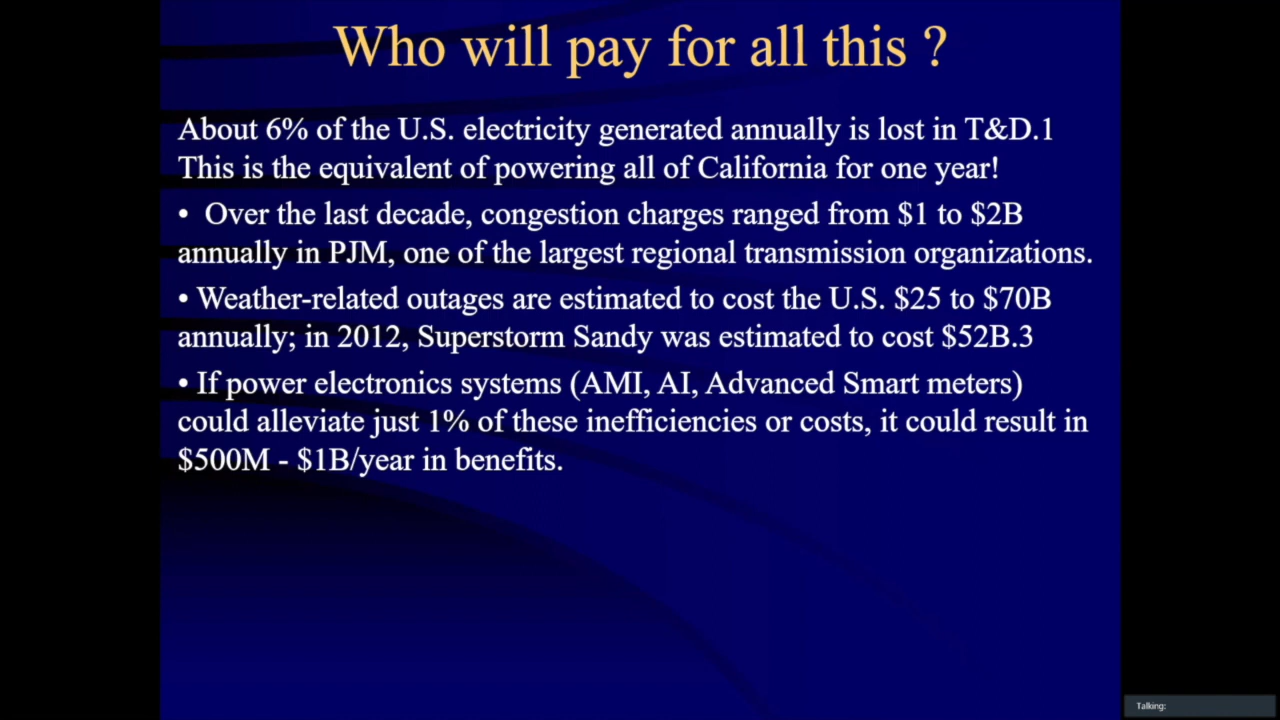 Who will pay for all this ?
About 6% of the U.S. electricity generated annually is lost in T&D.1
This is the equivalent of powering all of California for one year!
• Over the last decade, congestion charges ranged from $1 to $2B
annually in PJM, one of the largest regional transmission organizations.
• Weather-related outages are estimated to cost the U.S. $25 to $70B
annually; in 2012, Superstorm Sandy was estimated to cost $52B.3
• If power electronics systems (AMI, AI, Advanced Smart meters)
could alleviate just 1% of these inefficiencies or costs, it could result in
$500M - $1B/year in benefits.
Talking: